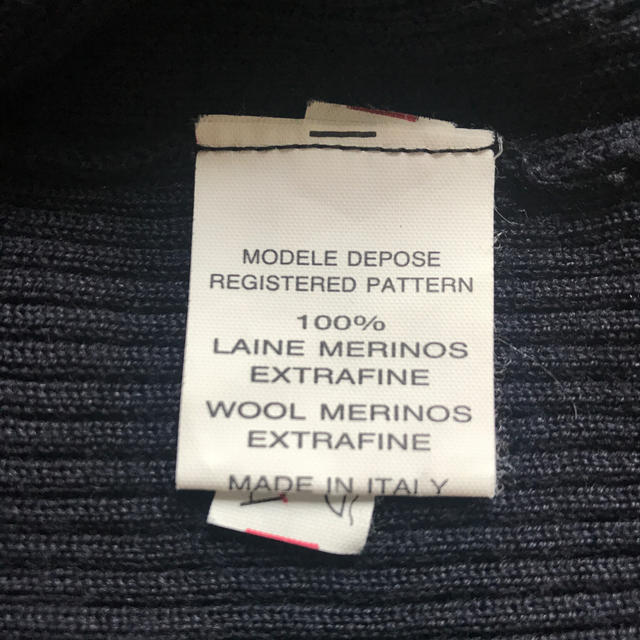 MODELE DEPOSE
REGISTERED PATTERN
100%
LAINE MERINOS
EXTRAFINE
WOOL MERINOS
EXTRAFINE
MADE IN ITALY